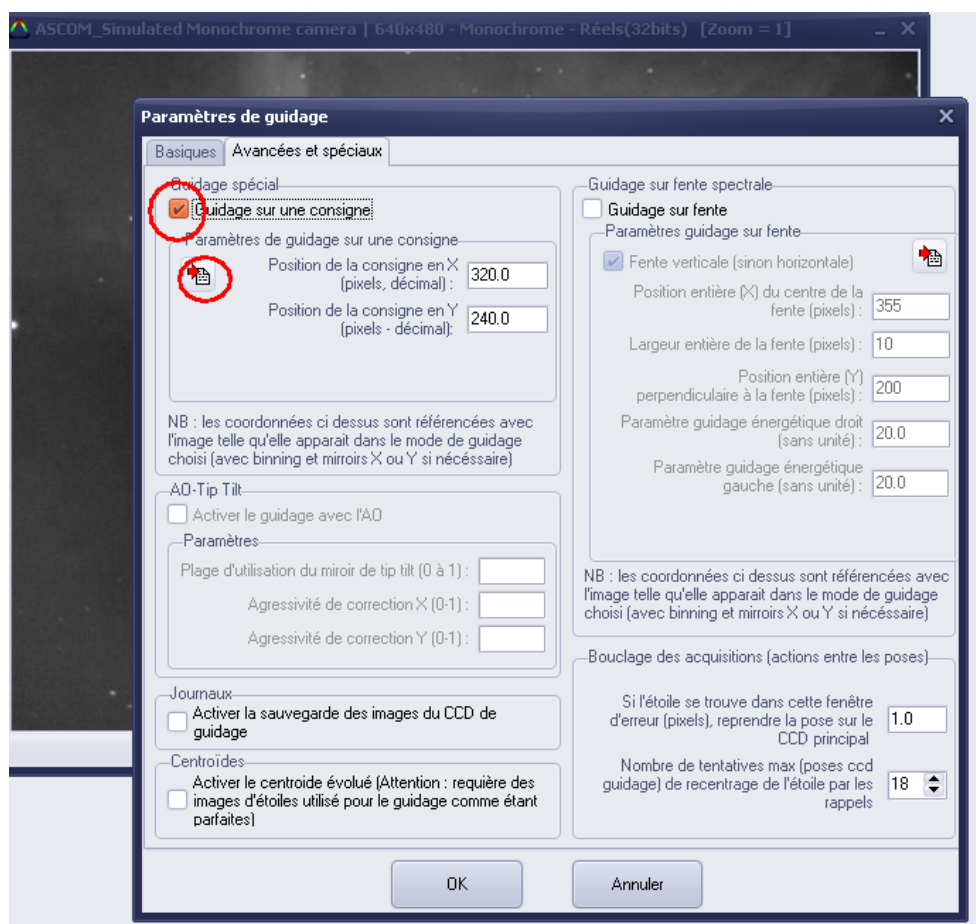 ASCOM_Simulated Monochrome camera | 640x480 - Monochrome - Réels(32bits) [Zoom = 1]
Paramètres de guidage
Basiques
Avancées et spéciaux
Guidage spécial
Guidage sur une consigne
Paramètres de guidage sur une consigne
Position de la consigne en X
(pixels, décimal) :
320.0
Position de la consigne en Y
(pixels - décimal):
240.0
NB : les coordonnées ci dessus sont référencées avec
l'image telle qu'elle apparait dans le mode de guidage
choisi (avec binning et mirroirs X ou Y si nécéssaire)
AO-Tip Tilt
Activer le guidage avec l'AO
Paramètres
Plage d'utilisation du miroir de tip tilt (0 à 1) :
Agressivité de correction X (0-1) :
Agressivité de correction Y (0-1) :
Journaux
Activer la sauvegarde des images du CCD de
guidage
Centroïdes
Activer le centroide évolué (Attention : requière des
images d'étoiles utilisé pour le guidage comme étant
parfaites)
Guidage sur fente spectrale
Guidage sur fente
Paramètres guidage sur fente
Fente verticale (sinon horizontale)
Position entière (X) du centre de la
fente (pixels) :
355
Largeur entière de la fente (pixels) :
10
Position entière (Y)
perpendiculaire à la fente (pixels) :
200
Paramètre guidage énergétique droit
(sans unité) :
20.0
Paramètre guidage énergétique
gauche (sans unité) :
20.0
NB : les coordonnées ci dessus sont référencées avec
l'image telle qu'elle apparait dans le mode de guidage
choisi (avec binning et mirroirs X ou Y si nécéssaire)
Bouclage des acquisitions (actions entre les poses)
Si l'étoile se trouve dans cette fenêtre
d'erreur (pixels), reprendre la pose sur le
CCD principal
1.0
Nombre de tentatives max (poses ccd
guidage) de recentrage de l'étoile par les
rappels
18
OK
Annuler